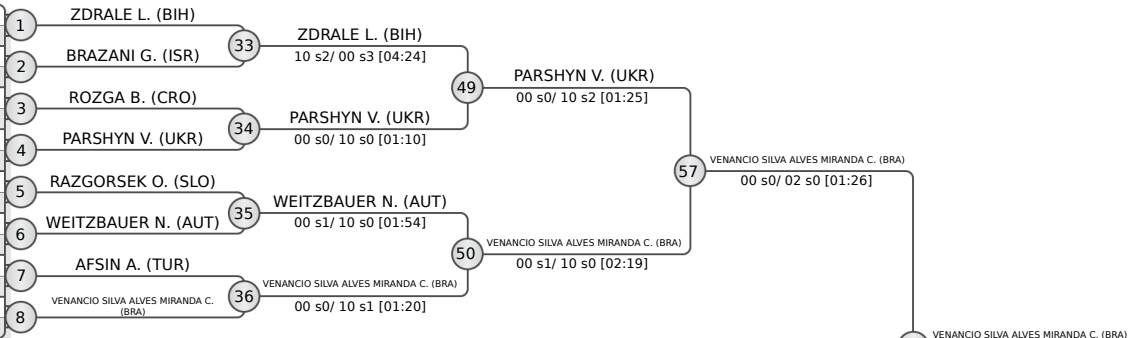 1
ZDRALE L. (BIH)
2
BRAZANI G. (ISR)
33
ZDRALE L. (BIH)
10 s2/ 00 s3 [04:24]
3
ROZGA B. (CRO)
4
PARSHYN V. (UKR)
34
PARSHYN V. (UKR)
00 s0/ 10 s0 [01:10]
49
PARSHYN V. (UKR)
00 s0/ 10 s2 [01:25]
5
RAZGORSEK O. (SLO)
6
WEITZBAUER N. (AUT)
35
WEITZBAUER N. (AUT)
00 s1/ 10 s0 [01:54]
7
AFSIN A. (TUR)
8
VENANCIO SILVA ALVES MIRANDA C.
(BRA)
36
VENANCIO SILVA ALVES MIRANDA C. (BRA)
00 s0/ 10 s1 [01:20]
50
VENANCIO SILVA ALVES MIRANDA C. (BRA)
00 s1/ 10 s0 [02:19]
57
VENANCIO SILVA ALVES MIRANDA C. (BRA)
00 s0/ 02 s0 [01:26]
VENANCIO SILVA ALVES MIRANDA C. (BRA)